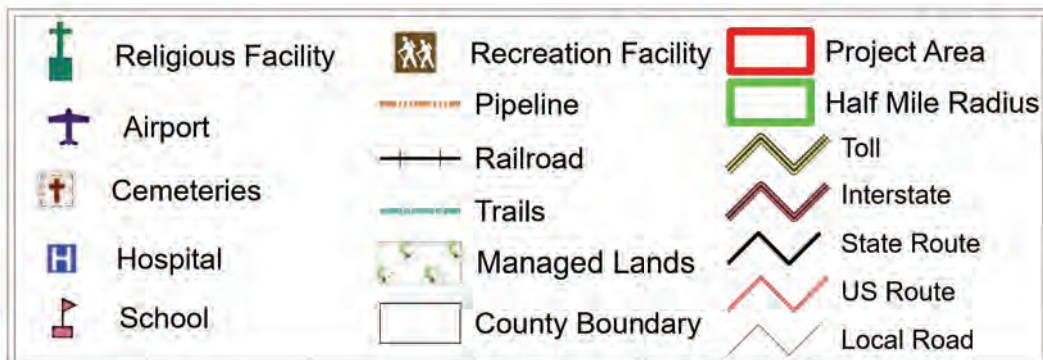 Religious Facility
Airport
Cemeteries
H
Hospital
School
Recreation Facility
Pipeline
Railroad
Trails
Managed Lands
County Boundary
Project Area
Half Mile Radius
Toll
Interstate
State Route
US Route
Local Road